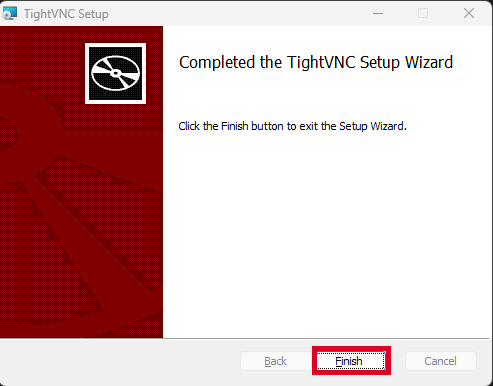 TightVNC Setup
Completed the TightVNC Setup Wizard
Click the Finish button to exit the Setup Wizard.
Back
Finish
Cancel